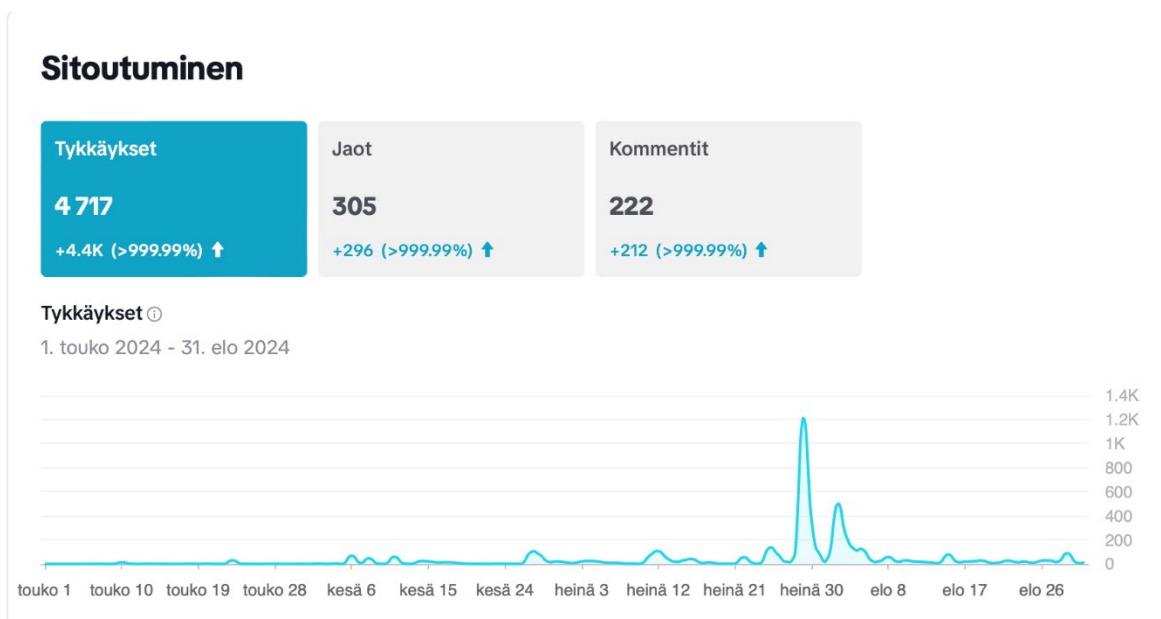 Sitoutuminen
Tykkäykset
4 717
+4.4K (>999.99%) ↑
Jaot
305
+296 (>999.99%) ↑
Kommentit
222
+212 (>999.99%) ↑
Tykkäykset
1. touko 2024 - 31. elo 2024
1.4K
1.2K
1K
800
600
400
200
0
touko 1 touko 10 touko 19 touko 28 kesä 6 kesä 15 kesä 24 heinä 3 heinä 12 heinä 21 heinä 30 elo 8 elo 17 elo 26